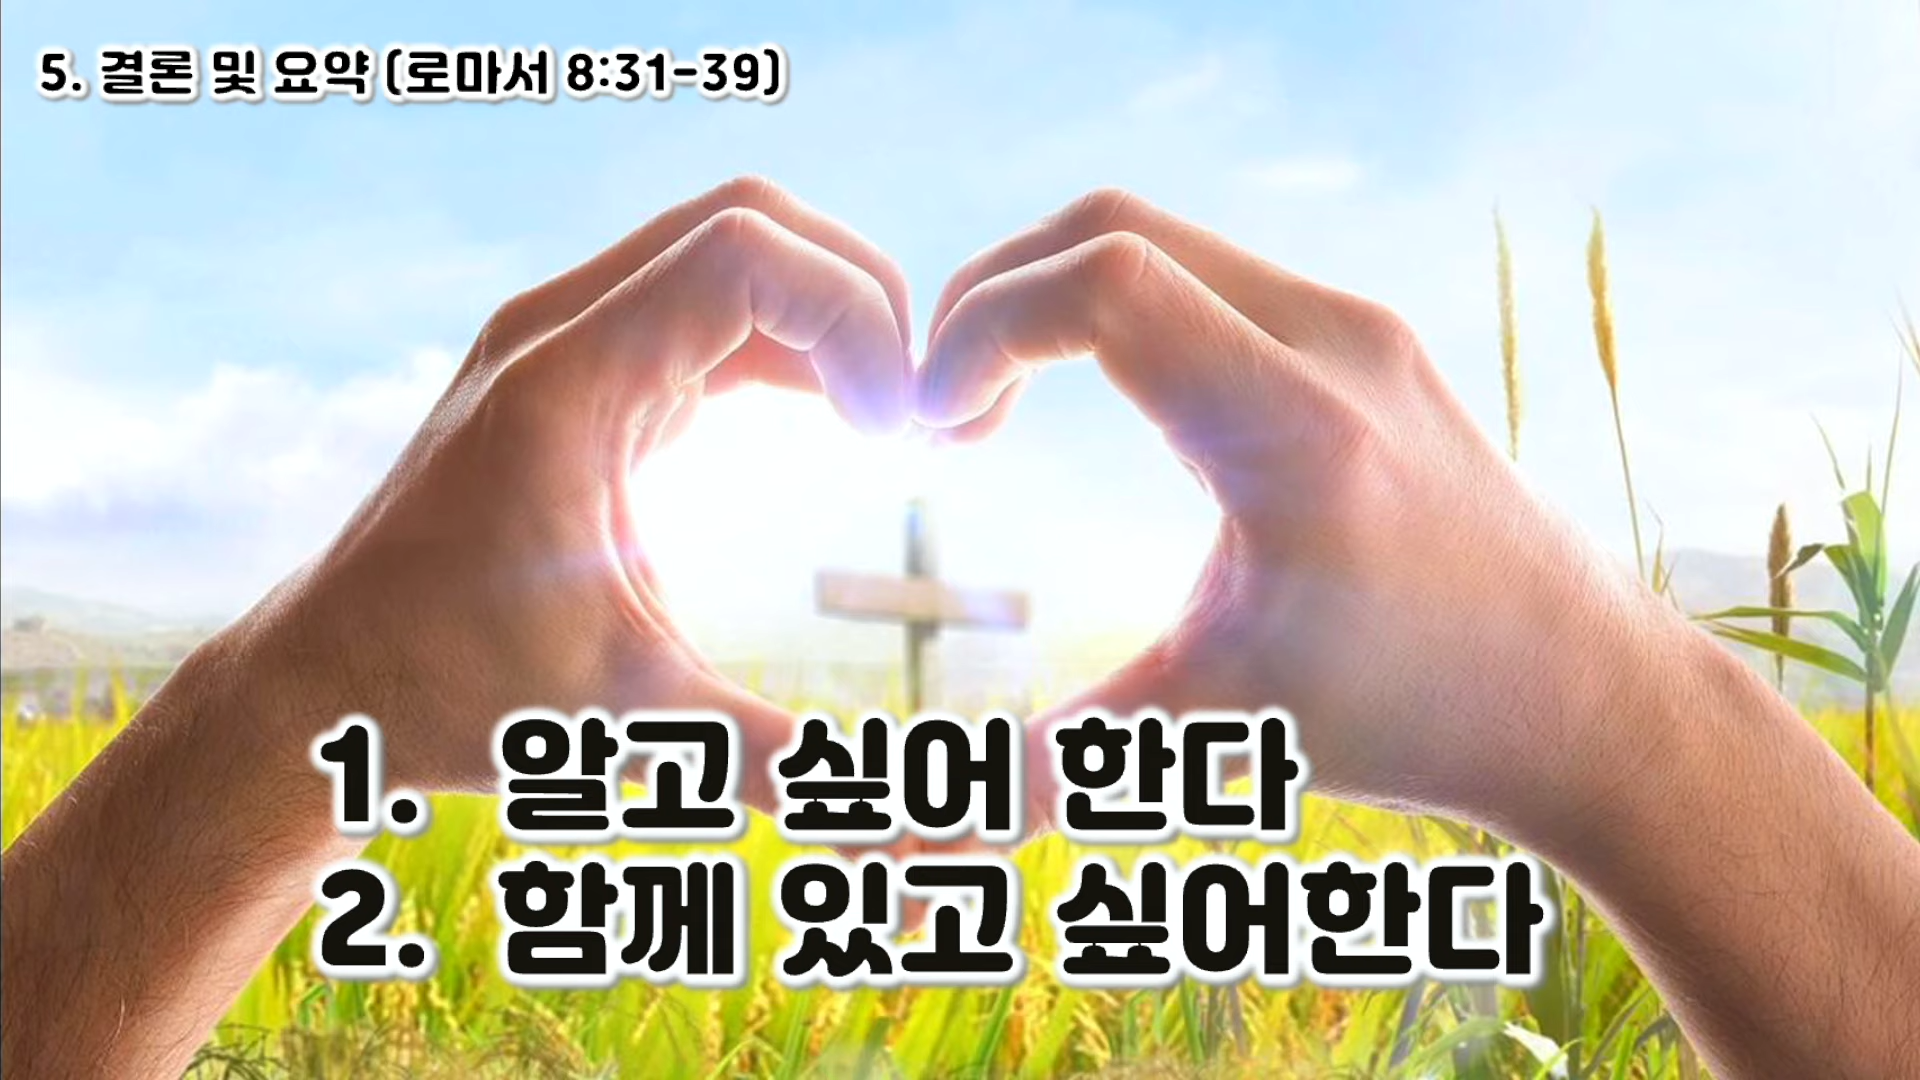 5. 결론 및 요약 (로마서 8:31-39)
1. 알고 싶어 한다
2. 함께 있고 싶어한다